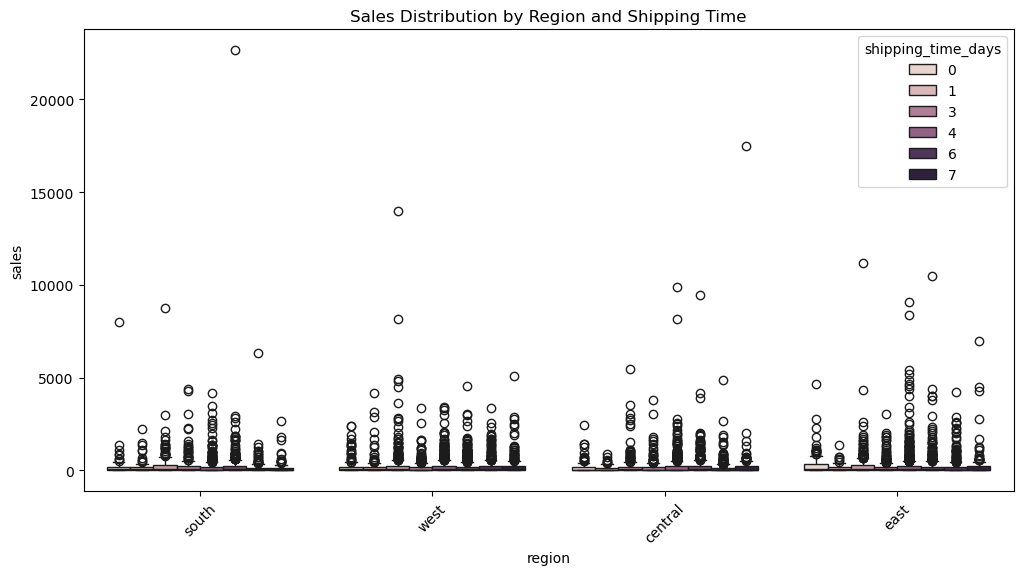 Sales Distribution by Region and Shipping Time
shipping_time_days
0
1
3
4
6
7
20000
15000
10000
5000
0
sales
south
west
central
east
region